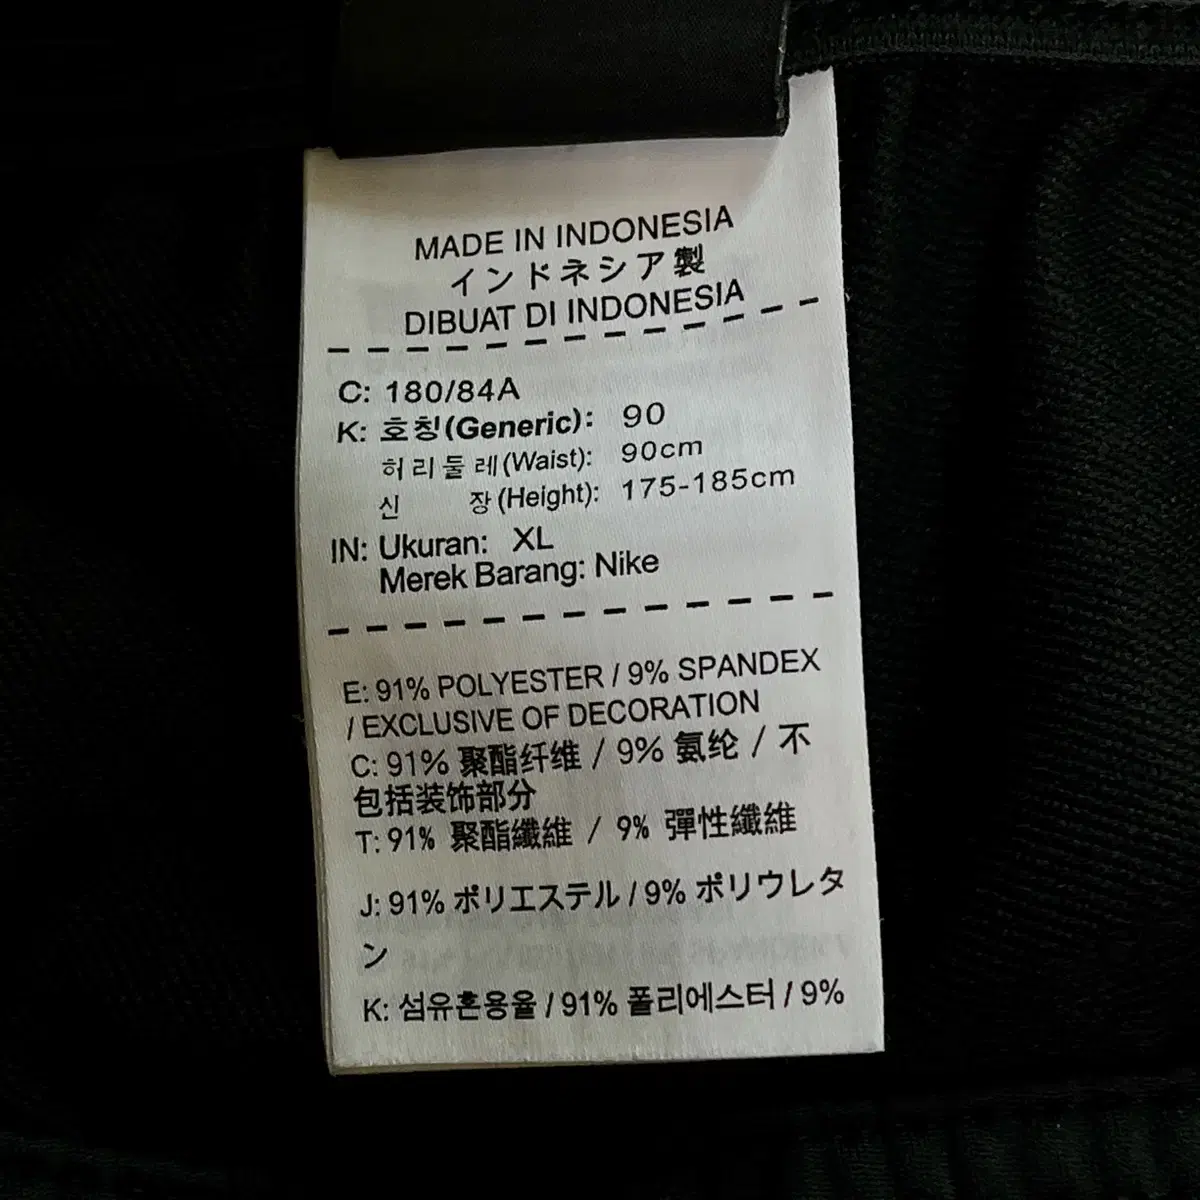 MADE IN INDONESIA
インドネシア製
DIBUAT DI INDONESIA
C: 180/84A
K: 호칭(Generic): 90
허리둘레(Waist): 90cm
신 장(Height): 175-185cm
IN: Ukuran: XL
Merek Barang: Nike
E: 91% POLYESTER / 9% SPANDEX
/ EXCLUSIVE OF DECORATION
C: 91% 聚酯纤维 / 9% 氨纶 / 不
包括装饰部分
T: 91% 聚酯纖維 / 9% 彈性纖維
J: 91% ポリエステル / 9% ポリウレタ
ン
K: 섬유혼용율 / 91% 폴리에스터 / 9%